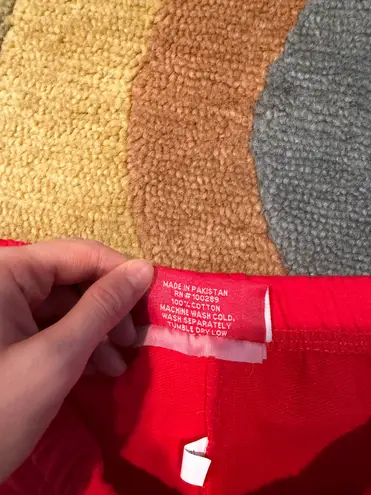 MADE IN PAKISTAN
RN # 100289
100% COTTON
MACHINE WASH COLD,
WASH SEPARATELY
TUMBLE DRY LOW